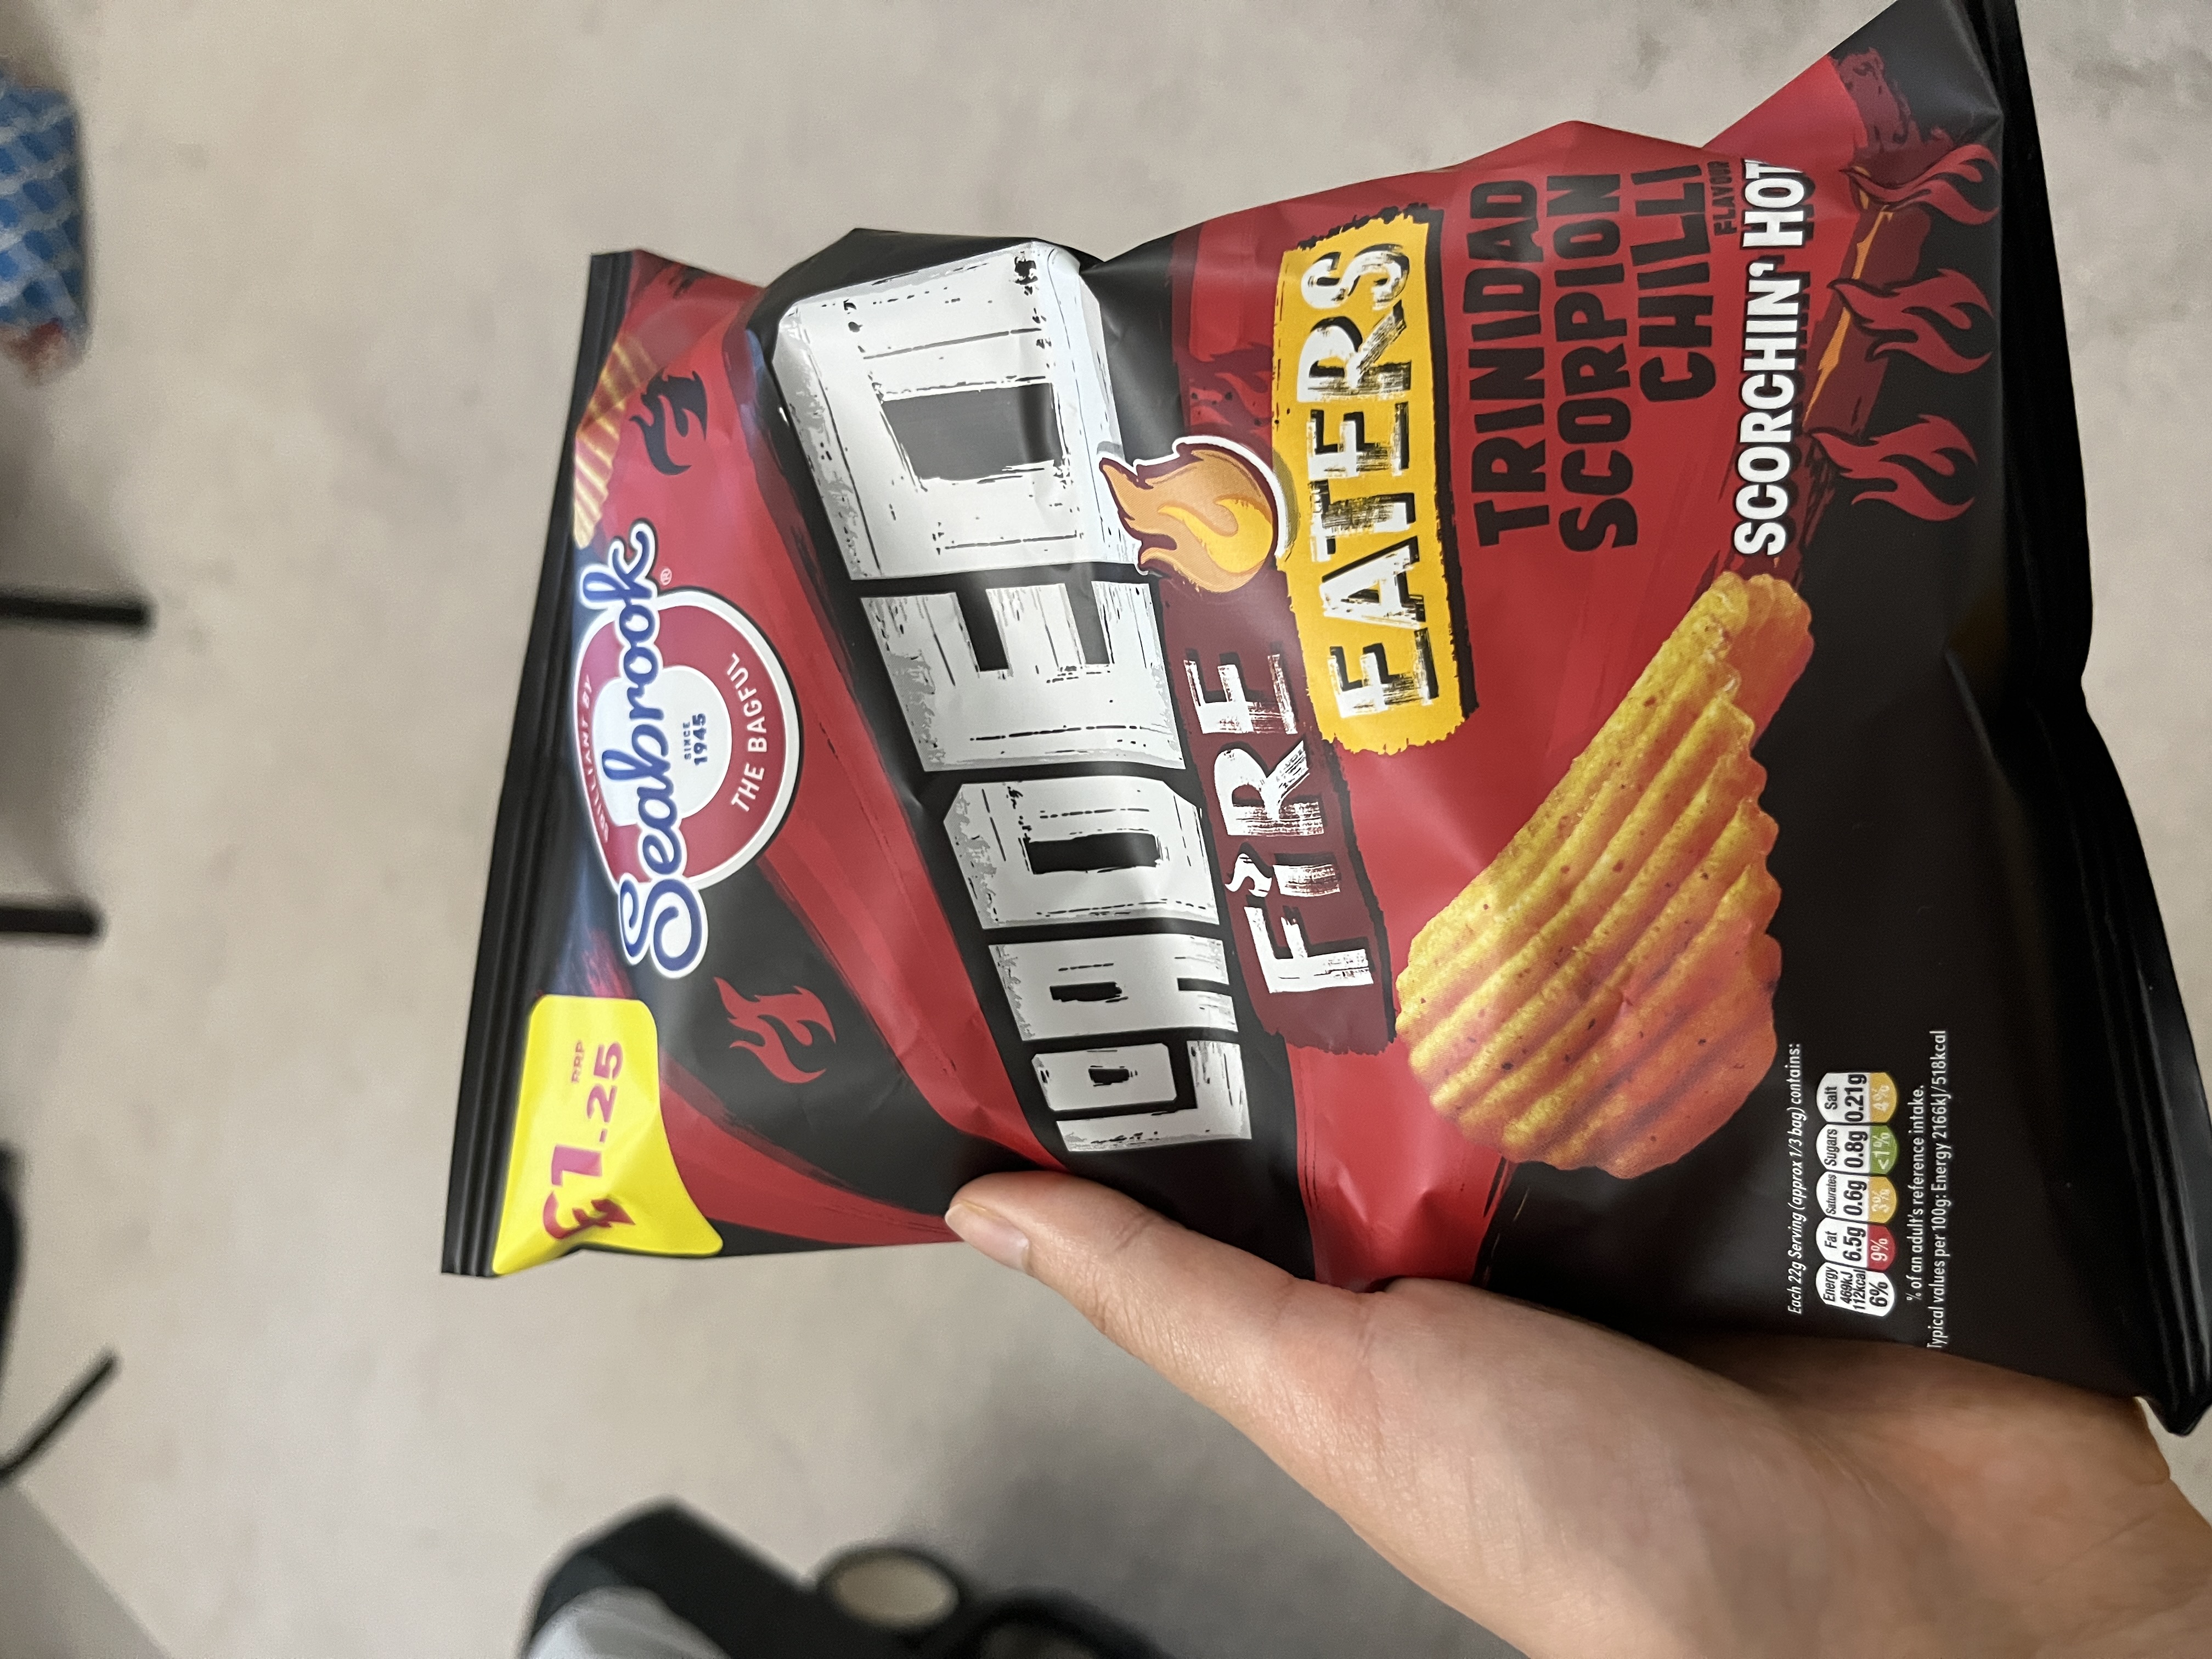 £1.25
RRP
BRILLIANT BY
Seabrook®
SINCE
1945
THE BAGFUL
LOADED
FIRE
EATERS
TRINIDAD
SCORPION
CHILLI
FLAVOUR
SCORCHIN' HOT
Each 22g Serving (approx 1/3 bag) contains:
Energy 469kJ 112kcal 6%
Fat 6.5g 9%
Saturates 0.6g 3%
Sugars 0.8g <1%
Salt 0.21g 4%
% of an adult's reference intake.
Typical values per 100g: Energy 2166kJ/518kcal